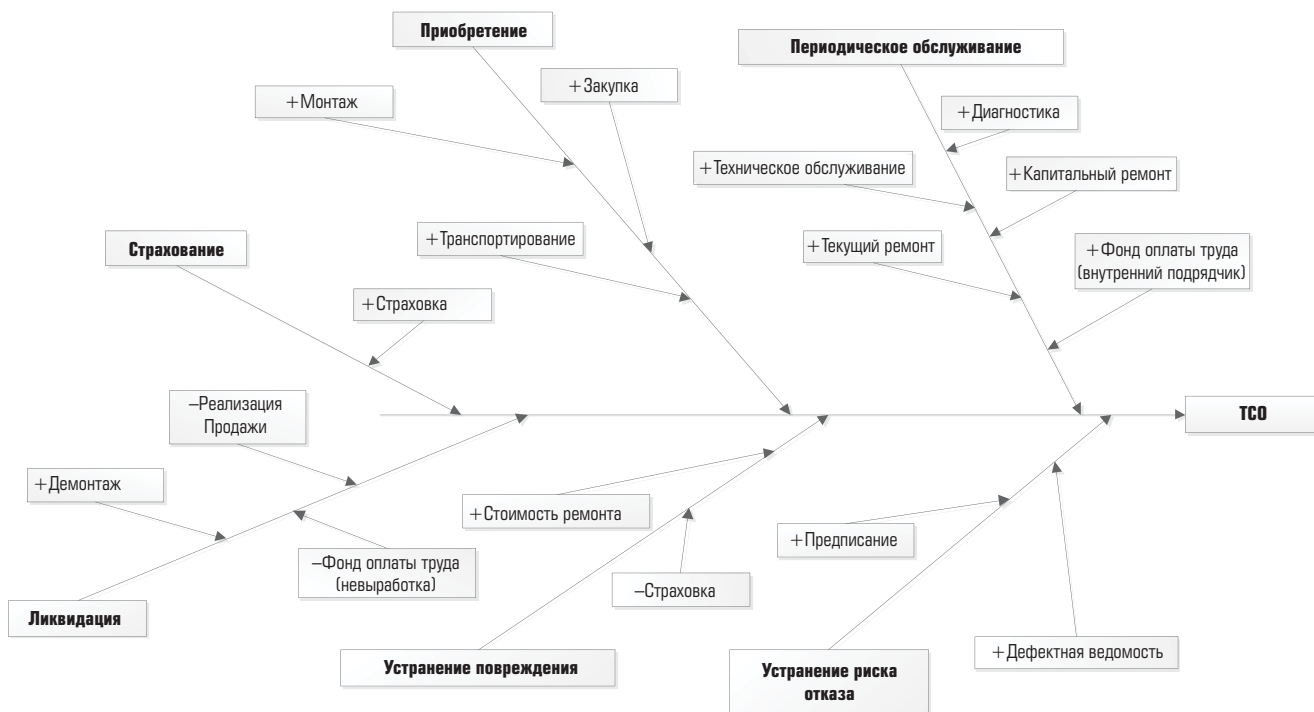 Приобретение
Периодическое обслуживание
+Закупка
+Монтаж
+Диагностика
+Техническое обслуживание
+Капитальный ремонт
+Транспортирование
+Текущий ремонт
Страхование
+Фонд оплаты труда
(внутренний подрядчик)
+Страховка
–Реализация
Продажи
ТСО
+Демонтаж
+Стоимость ремонта
+Предписание
–Фонд оплаты труда
(невыработка)
–Страховка
Ликвидация
+Дефектная ведомость
Устранение повреждения
Устранение риска
отказа